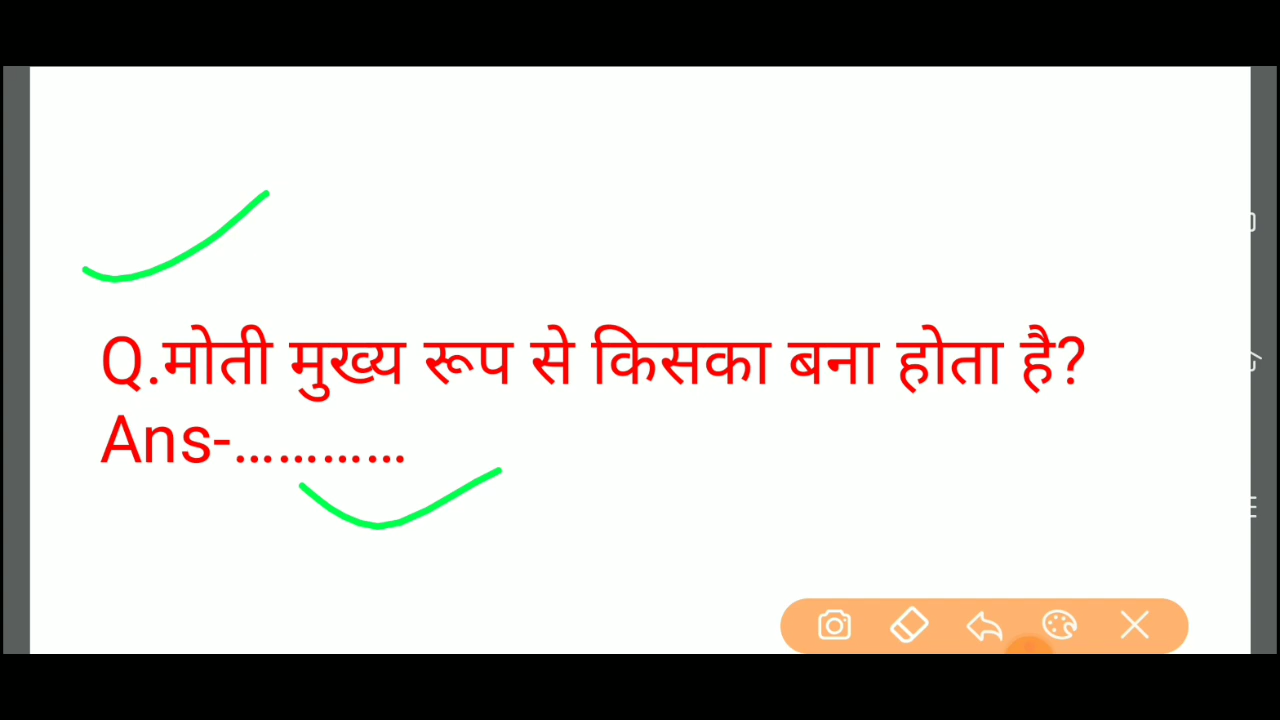 Q.मोती मुख्य रूप से किसका बना होता है?
Ans-…………